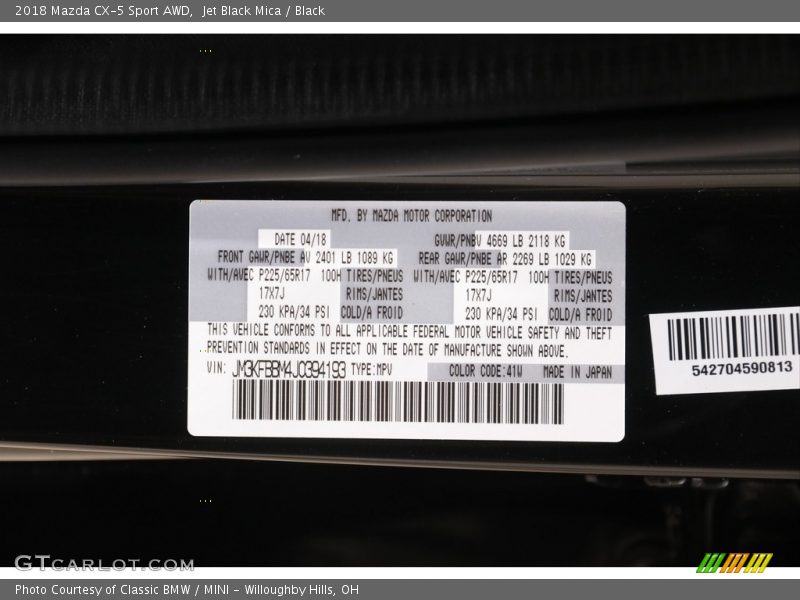 2018 Mazda CX-5 Sport AWD,  Jet Black Mica / Black
MFD. BY MAZDA MOTOR CORPORATION
DATE 04/18 GVWR/PNBV 4669 LB 2118 KG
FRONT GAWR/PNBE AV 2401 LB 1089 KG REAR GAWR/PNBE AR 2269 LB 1029 KG
WITH/AVEC P225/65R17 100H TIRES/PNEUS WITH/AVEC P225/65R17 100H TIRES/PNEUS
17X7J RIMS/JANTES 17X7J RIMS/JANTES
230 KPA/34 PSI COLD/A FROID 230 KPA/34 PSI COLD/A FROID
THIS VEHICLE CONFORMS TO ALL APPLICABLE FEDERAL MOTOR VEHICLE SAFETY AND THEFT
PREVENTION STANDARDS IN EFFECT ON THE DATE OF MANUFACTURE SHOWN ABOVE.
VIN: JM3KFBBM4J0394193 TYPE:MPV COLOR CODE:41W MADE IN JAPAN
542704590813
GTCARLOT.COM
Photo Courtesy of Classic BMW / MINI - Willoughby Hills, OH